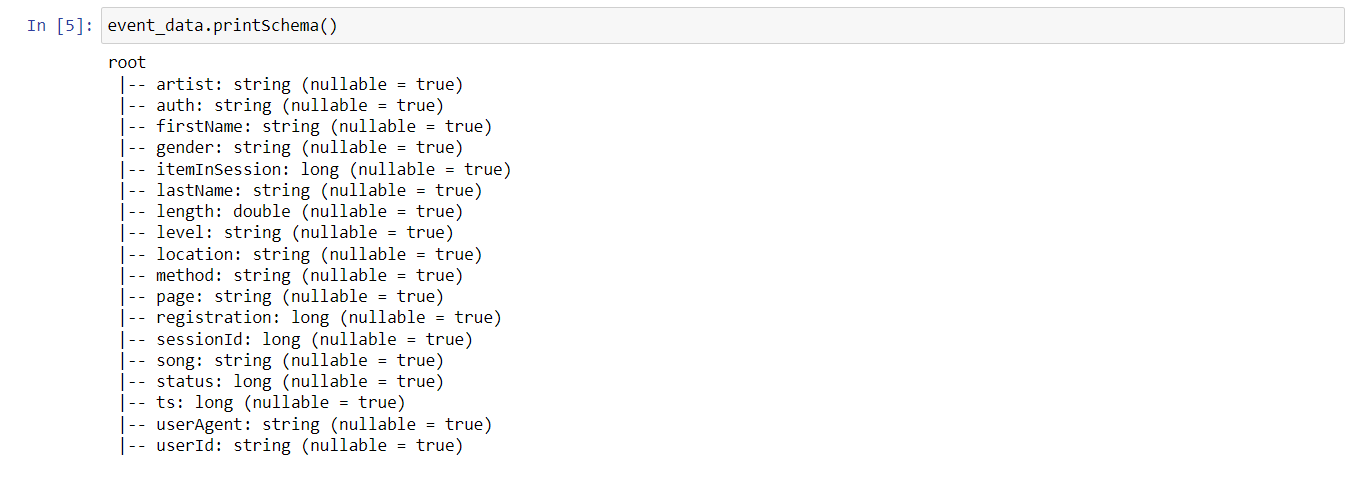 In [5]: event_data.printSchema()
root
 |-- artist: string (nullable = true)
 |-- auth: string (nullable = true)
 |-- firstName: string (nullable = true)
 |-- gender: string (nullable = true)
 |-- itemInSession: long (nullable = true)
 |-- lastName: string (nullable = true)
 |-- length: double (nullable = true)
 |-- level: string (nullable = true)
 |-- location: string (nullable = true)
 |-- method: string (nullable = true)
 |-- page: string (nullable = true)
 |-- registration: long (nullable = true)
 |-- sessionId: long (nullable = true)
 |-- song: string (nullable = true)
 |-- status: long (nullable = true)
 |-- ts: long (nullable = true)
 |-- userAgent: string (nullable = true)
 |-- userId: string (nullable = true)